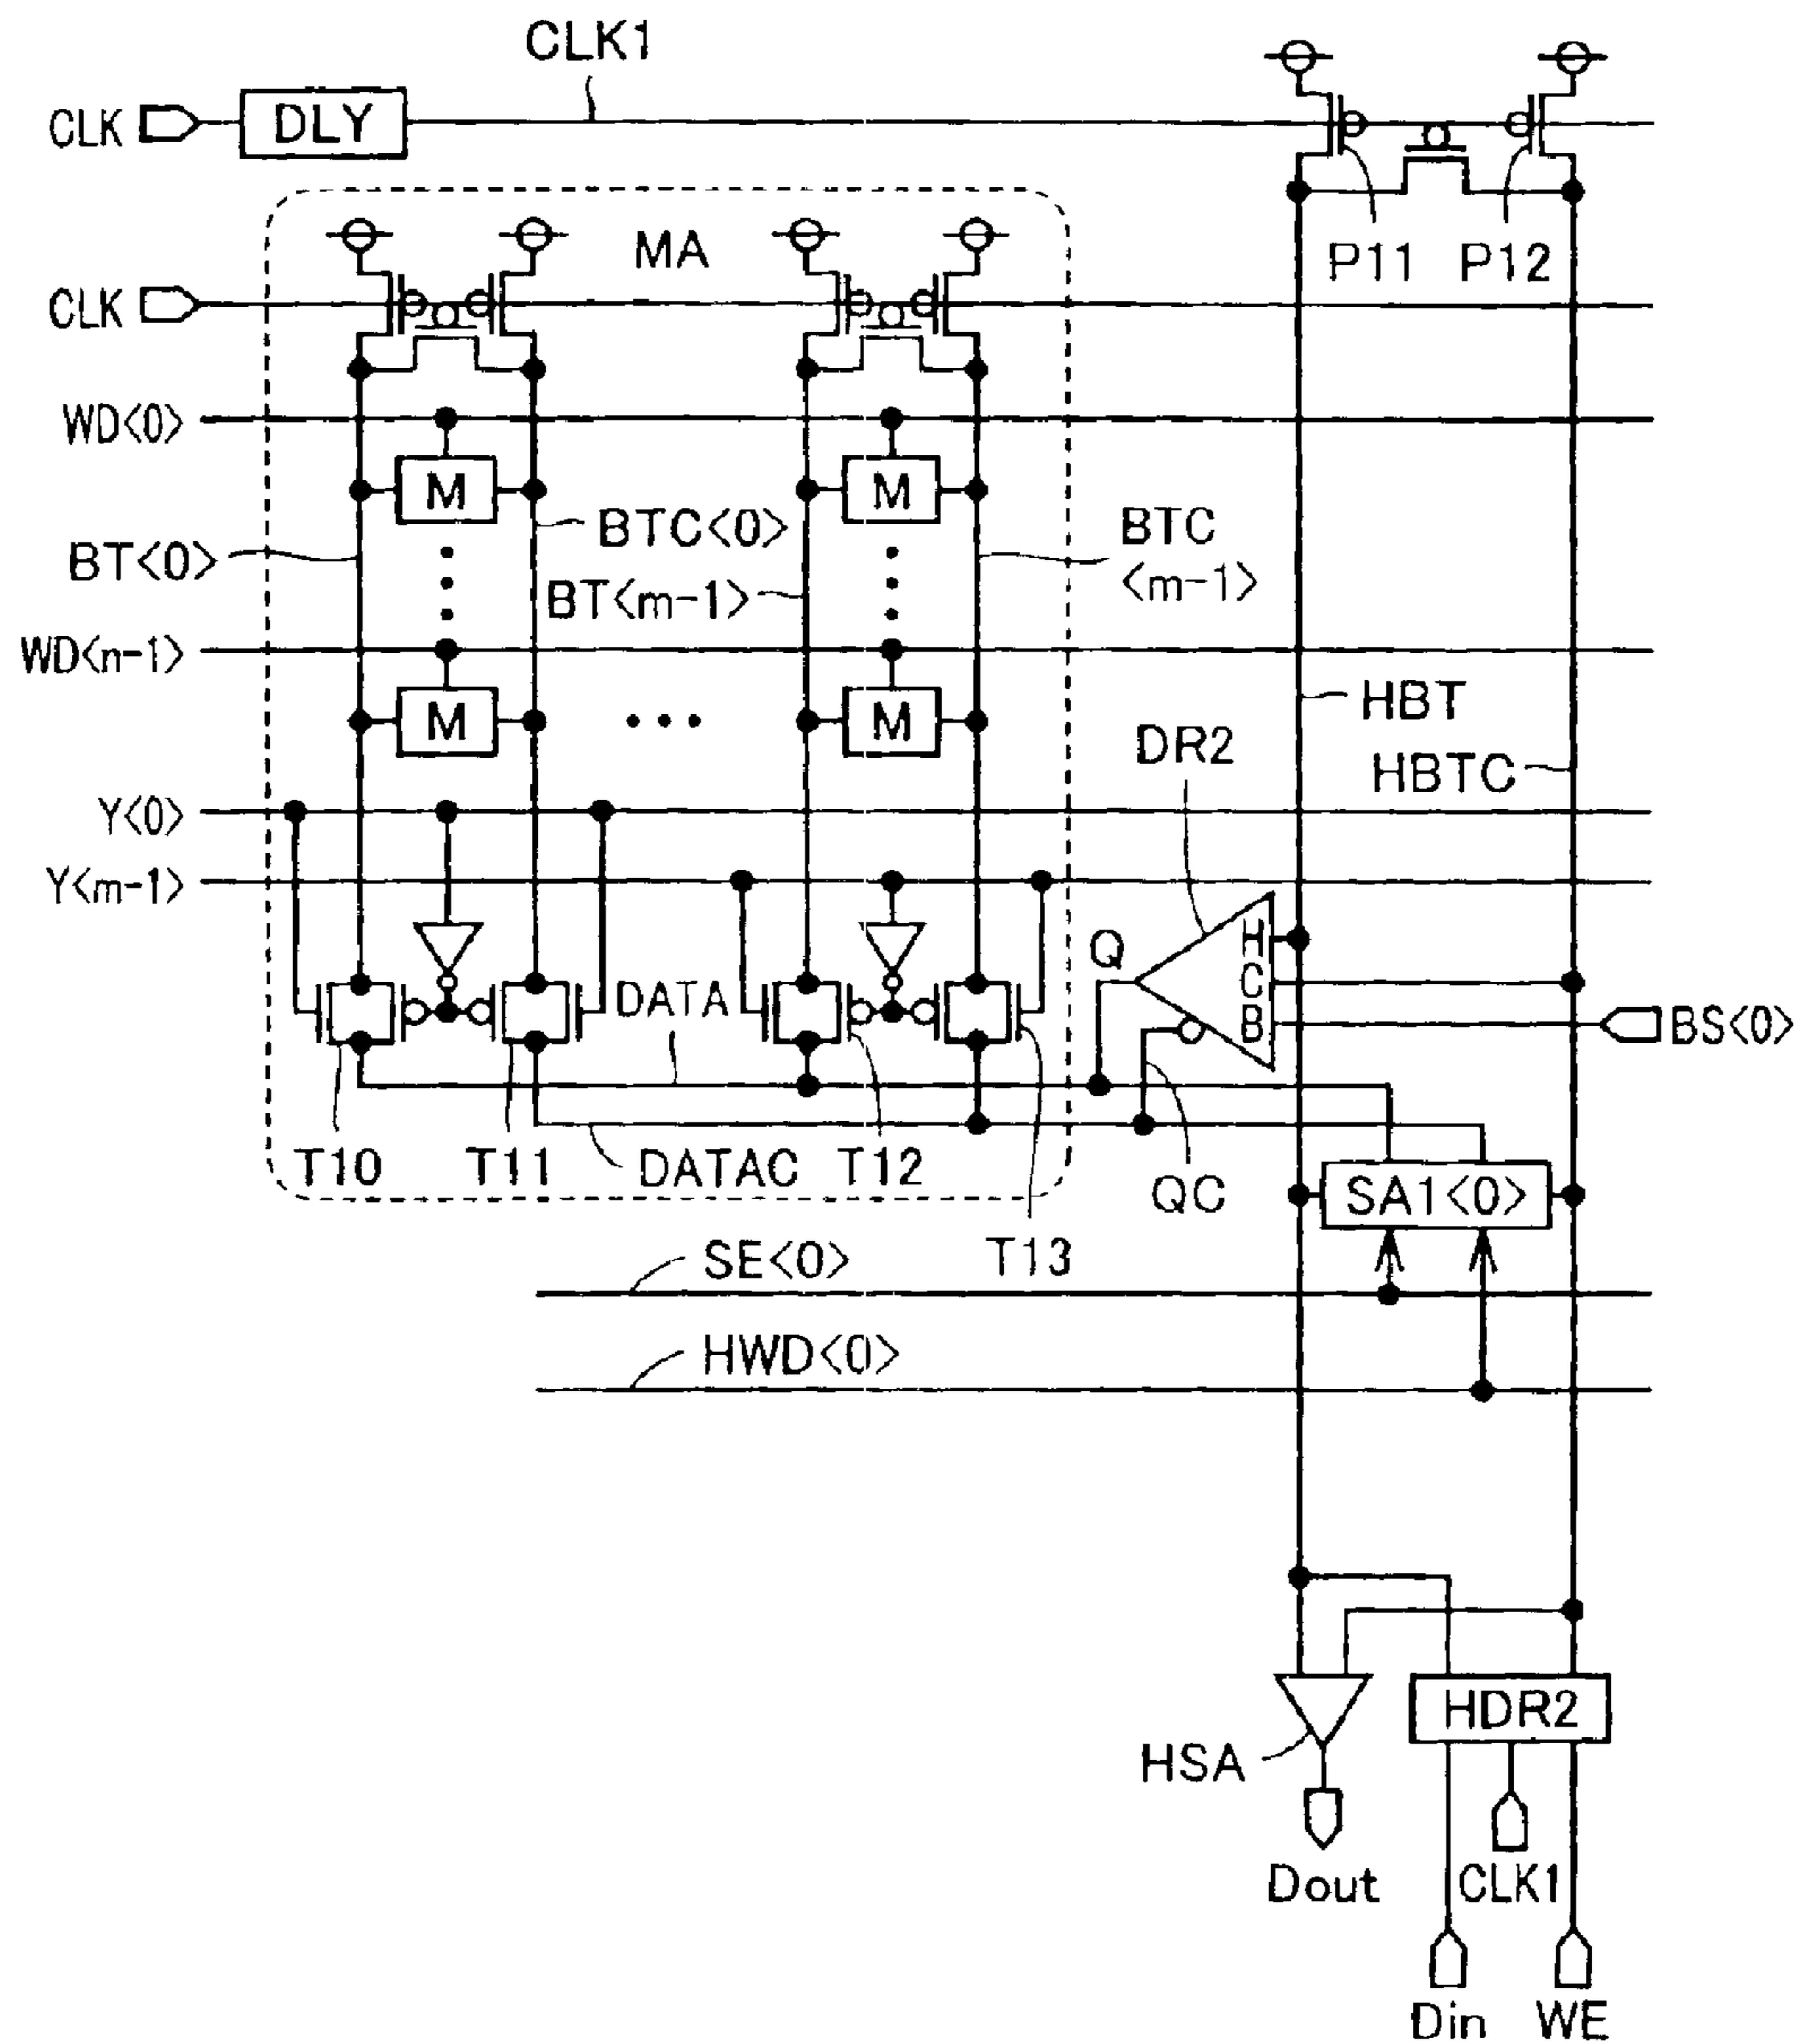 CLK1
CLK
DLY
P11
P12
MA
CLK
WD<0>
M
M
BT<0>
BTC<0>
BTC
<m-1>
BT<m-1>
WD<n-1>
M
M
HBT
DR2
HBTC
Y<0>
Y<m-1>
H
Q
C
DATA
B
BS<0>
T10
T11
DATAC
T12
QC
SA1<0>
T13
SE<0>
HWD<0>
HDR2
HSA
Dout
CLK1
Din
WE